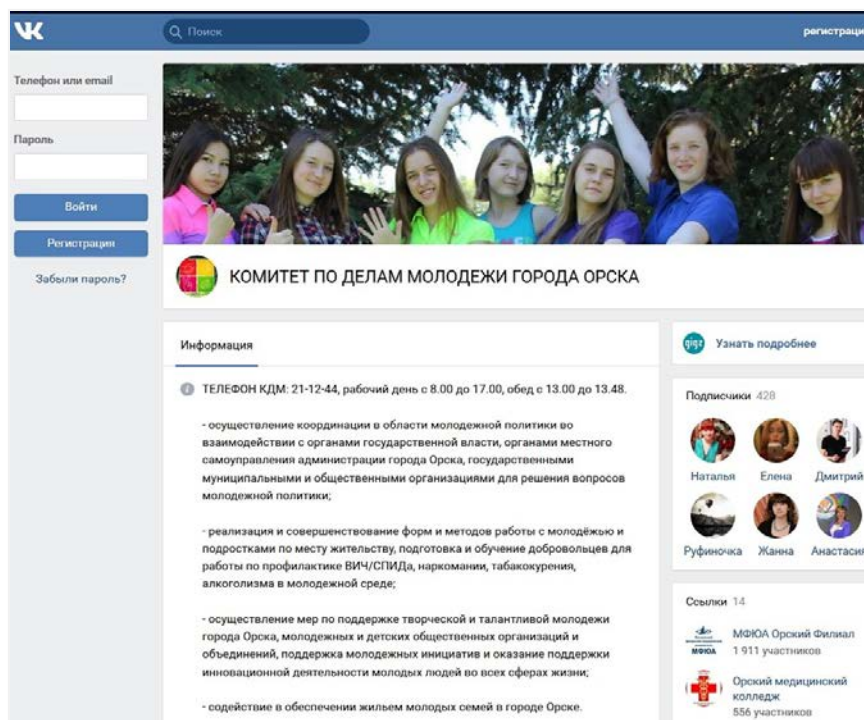 Поиск
регистраци
Телефон или email
Пароль
Войти
Регистрация
Забыли пароль?
КОМИТЕТ ПО ДЕЛАМ МОЛОДЕЖИ ГОРОДА ОРСКА
Информация
ТЕЛЕФОН КДМ: 21-12-44, рабочий день с 8.00 до 17.00, обед с 13.00 до 13.48.
- осуществление координации в области молодежной политики во
взаимодействии с органами государственной власти, органами местного
самоуправления администрации города Орска, государственными
муниципальными и общественными организациями для решения вопросов
молодежной политики;
- реализация и совершенствование форм и методов работы с молодёжью и
подростками по месту жительству, подготовка и обучение добровольцев для
работы по профилактике ВИЧ/СПИДа, наркомании, табакокурения,
алкоголизма в молодежной среде;
- осуществление мер по поддержке творческой и талантливой молодежи
города Орска, молодежных и детских общественных организаций и
объединений, поддержка молодежных инициатив и оказание поддержки
инновационной деятельности молодых людей во всех сферах жизни;
- содействие в обеспечении жильем молодых семей в городе Орске.
Узнать подробнее
Подписчики 428
Наталья Елена Дмитрий
Руфиночка Жанна Анастасия
Ссылки 14
МФЮА
МФЮА Орский Филиал
1 911 участников
Орский медицинский
колледж
556 участников